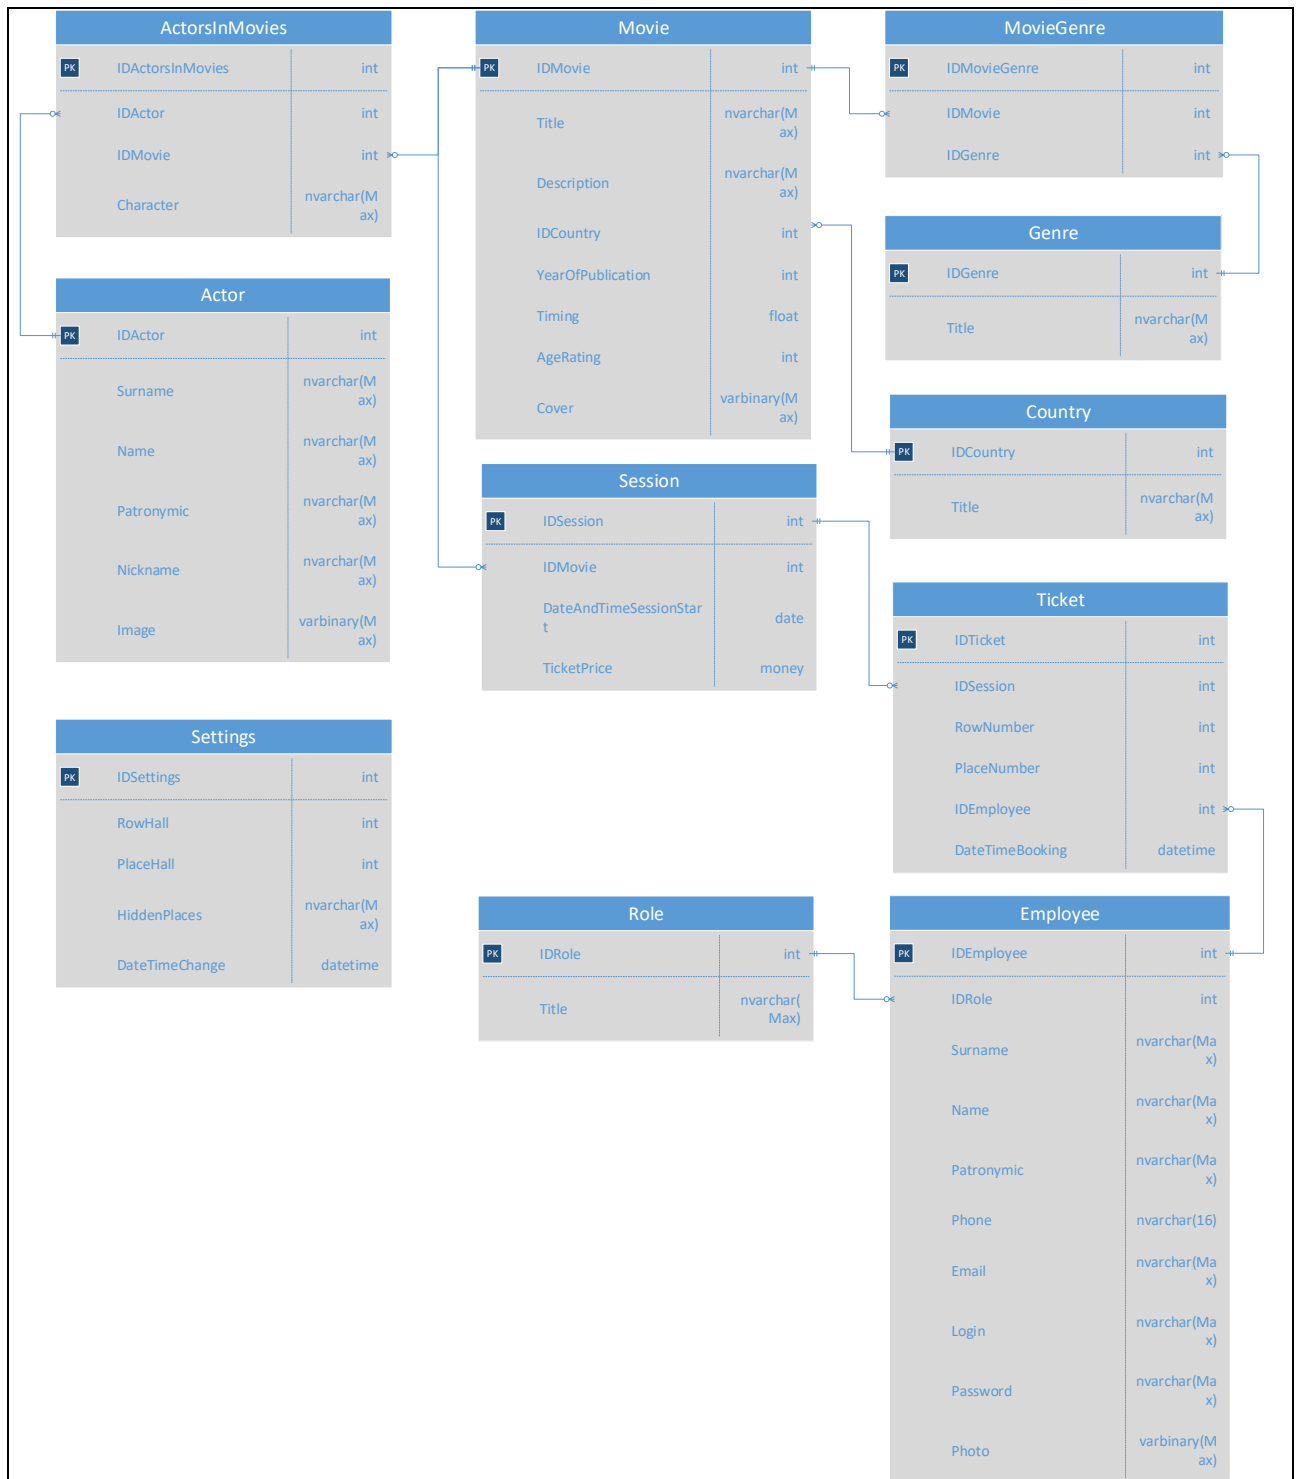 ActorsInMovies
PK IDActorsInMovies int
IDActor int
IDMovie int
Character nvarchar(M
ax)
Movie
PK IDMovie int
Title nvarchar(M
ax)
Description nvarchar(M
ax)
IDCountry int
YearOfPublication int
Timing float
AgeRating int
Cover varbinary(M
ax)
MovieGenre
PK IDMovieGenre int
IDMovie int
IDGenre int
Genre
PK IDGenre int
Title nvarchar(M
ax)
Actor
PK IDActor int
Surname nvarchar(M
ax)
Name nvarchar(M
ax)
Patronymic nvarchar(M
ax)
Nickname nvarchar(M
ax)
Image varbinary(M
ax)
Country
PK IDCountry int
Title nvarchar(M
ax)
Session
PK IDSession int
IDMovie int
DateAndTimeSessionStar
t date
TicketPrice money
Ticket
PK IDTicket int
IDSession int
RowNumber int
PlaceNumber int
IDEmployee int
DateTimeBooking datetime
Settings
PK IDSettings int
RowHall int
PlaceHall int
HiddenPlaces nvarchar(M
ax)
DateTimeChange datetime
Role
PK IDRole int
Title nvarchar(
Max)
Employee
PK IDEmployee int
IDRole int
Surname nvarchar(Ma
x)
Name nvarchar(Ma
x)
Patronymic nvarchar(Ma
x)
Phone nvarchar(16)
Email nvarchar(Ma
x)
Login nvarchar(Ma
x)
Password nvarchar(Ma
x)
Photo varbinary(M
ax)